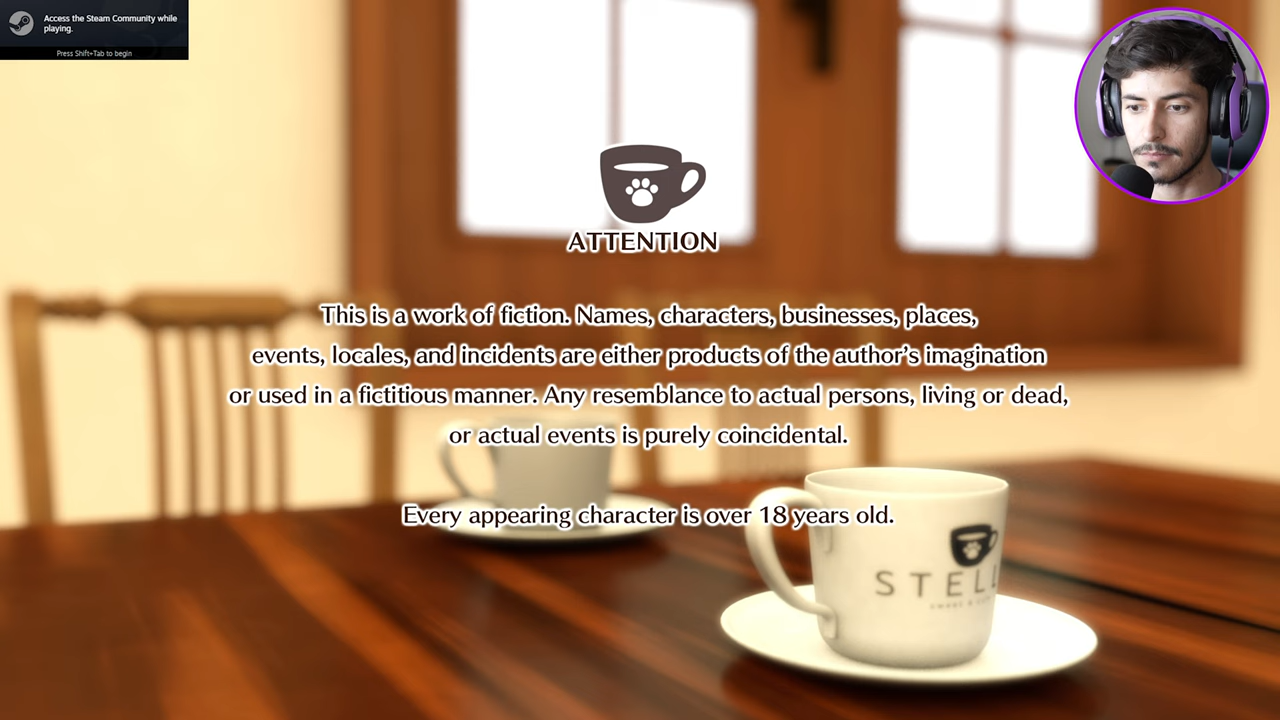 Access the Steam Community while
playing.
Press Shift+Tab to begin
ATTENTION
This is a work of fiction. Names, characters, businesses, places,
events, locales, and incidents are either products of the author's imagination
or used in a fictitious manner. Any resemblance to actual persons, living or dead,
or actual events is purely coincidental.
Every appearing character is over 18 years old.
STELL